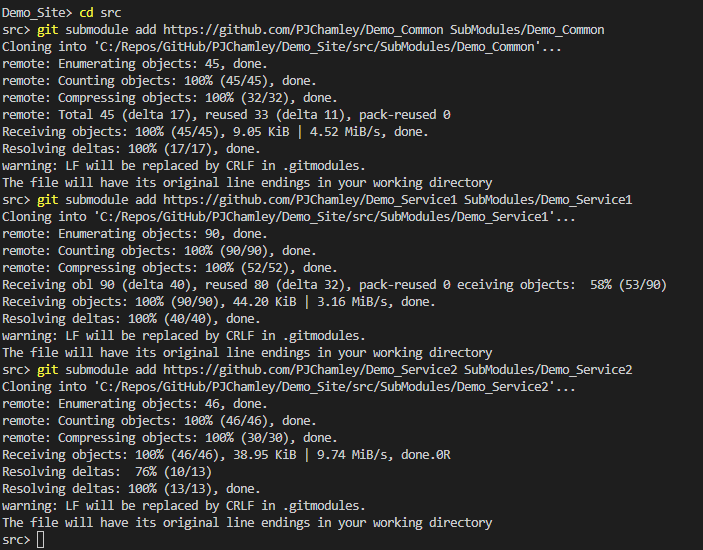 Demo_Site> cd src
src> git submodule add https://github.com/PJChamley/Demo_Common SubModules/Demo_Common
Cloning into 'C:/Repos/GitHub/PJChamley/Demo_Site/src/SubModules/Demo_Common'...
remote: Enumerating objects: 45, done.
remote: Counting objects: 100% (45/45), done.
remote: Compressing objects: 100% (32/32), done.
remote: Total 45 (delta 17), reused 33 (delta 11), pack-reused 0
Receiving objects: 100% (45/45), 9.05 KiB | 4.52 MiB/s, done.
Resolving deltas: 100% (17/17), done.
warning: LF will be replaced by CRLF in .gitmodules.
The file will have its original line endings in your working directory
src> git submodule add https://github.com/PJChamley/Demo_Service1 SubModules/Demo_Service1
Cloning into 'C:/Repos/GitHub/PJChamley/Demo_Site/src/SubModules/Demo_Service1'...
remote: Enumerating objects: 90, done.
remote: Counting objects: 100% (90/90), done.
remote: Compressing objects: 100% (52/52), done.
Receiving obl 90 (delta 40), reused 80 (delta 32), pack-reused 0 eceiving objects:  58% (53/90)
Receiving objects: 100% (90/90), 44.20 KiB | 3.16 MiB/s, done.
Resolving deltas: 100% (40/40), done.
warning: LF will be replaced by CRLF in .gitmodules.
The file will have its original line endings in your working directory
src> git submodule add https://github.com/PJChamley/Demo_Service2 SubModules/Demo_Service2
Cloning into 'C:/Repos/GitHub/PJChamley/Demo_Site/src/SubModules/Demo_Service2'...
remote: Enumerating objects: 46, done.
remote: Counting objects: 100% (46/46), done.
remote: Compressing objects: 100% (30/30), done.
Receiving objects: 100% (46/46), 38.95 KiB | 9.74 MiB/s, done.0R
Resolving deltas:  76% (10/13)
Resolving deltas: 100% (13/13), done.
warning: LF will be replaced by CRLF in .gitmodules.
The file will have its original line endings in your working directory
src>